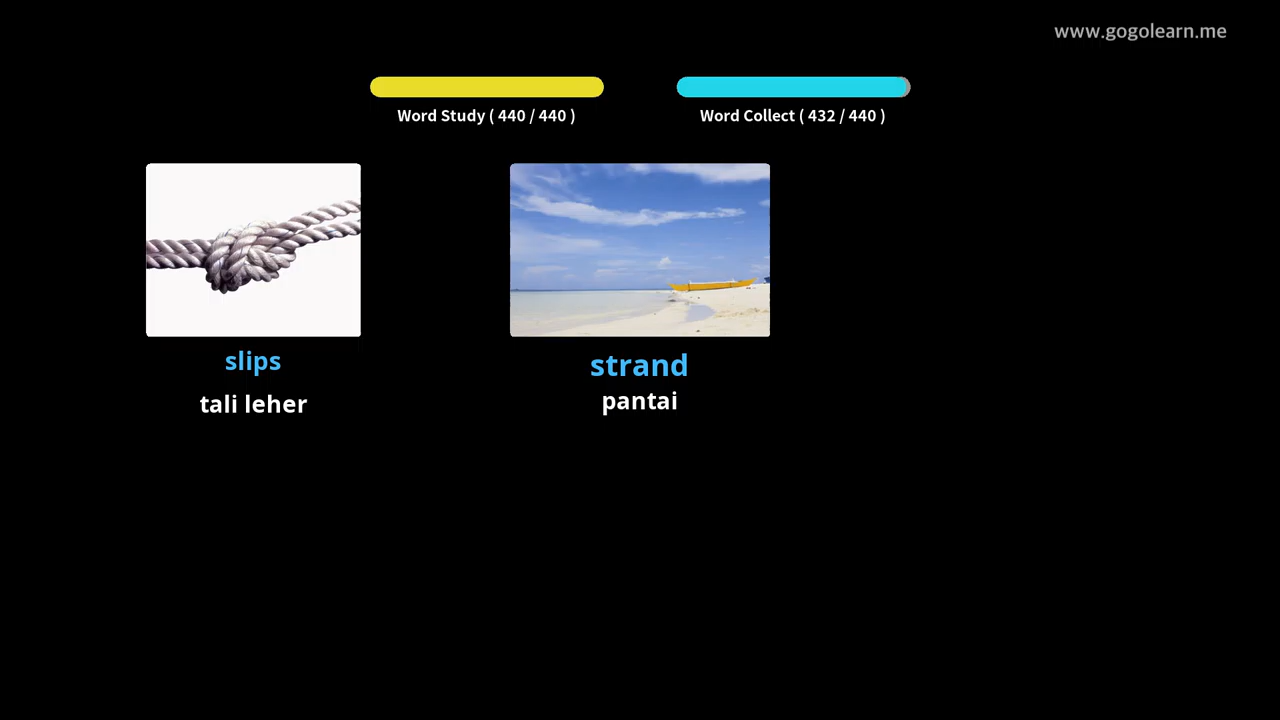 www.gogolearn.me
Word Study ( 440 / 440 )
Word Collect ( 432 / 440 )
slips
tali leher
strand
pantai